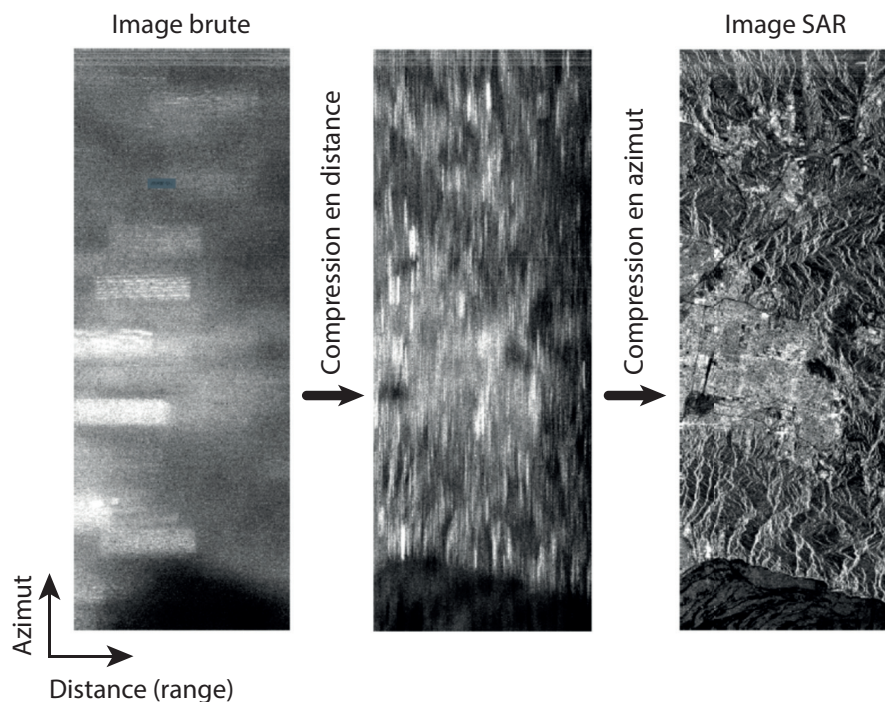 Image brute
Image SAR
Compression en distance
Compression en azimut
Azimut
Distance (range)